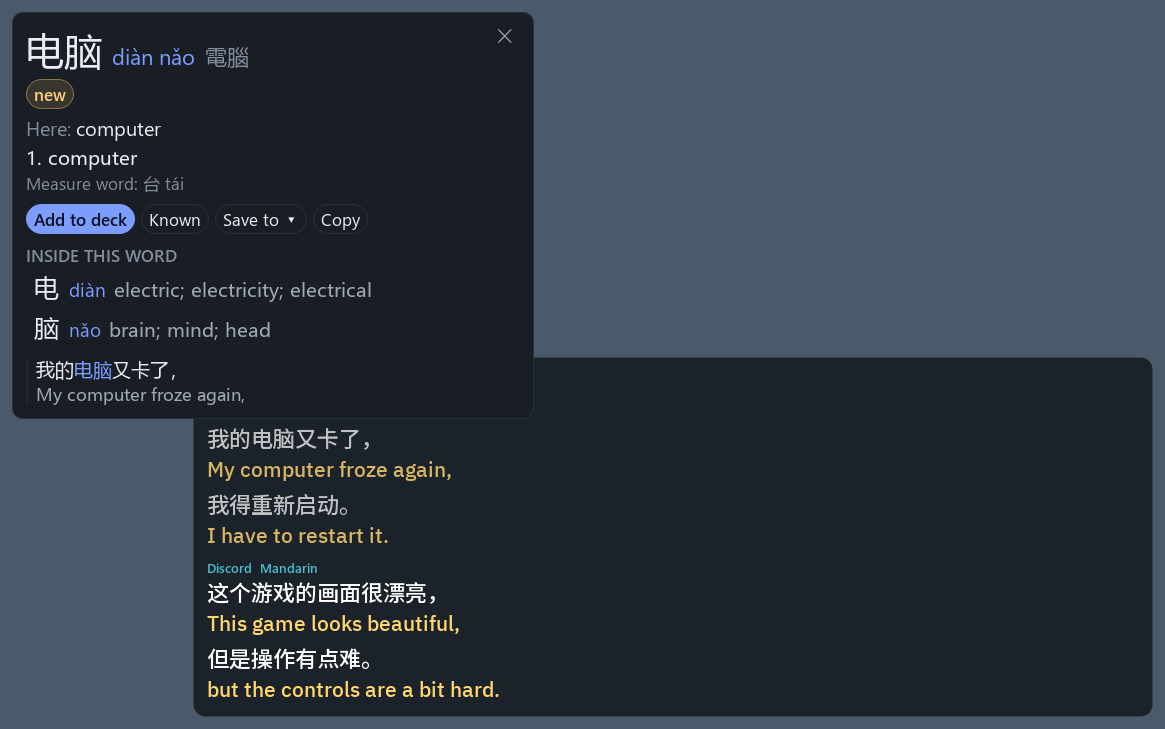 电脑 diàn nǎo 電腦
new
Here: computer
1. computer
Measure word: 台 tái
Add to deck Known Save to ▾ Copy
INSIDE THIS WORD
电 diàn electric; electricity; electrical
脑 nǎo brain; mind; head
我的电脑又卡了，
My computer froze again,
我的电脑又卡了，
My computer froze again,
我得重新启动。
I have to restart it.
Discord Mandarin
这个游戏的画面很漂亮，
This game looks beautiful,
但是操作有点难。
but the controls are a bit hard.